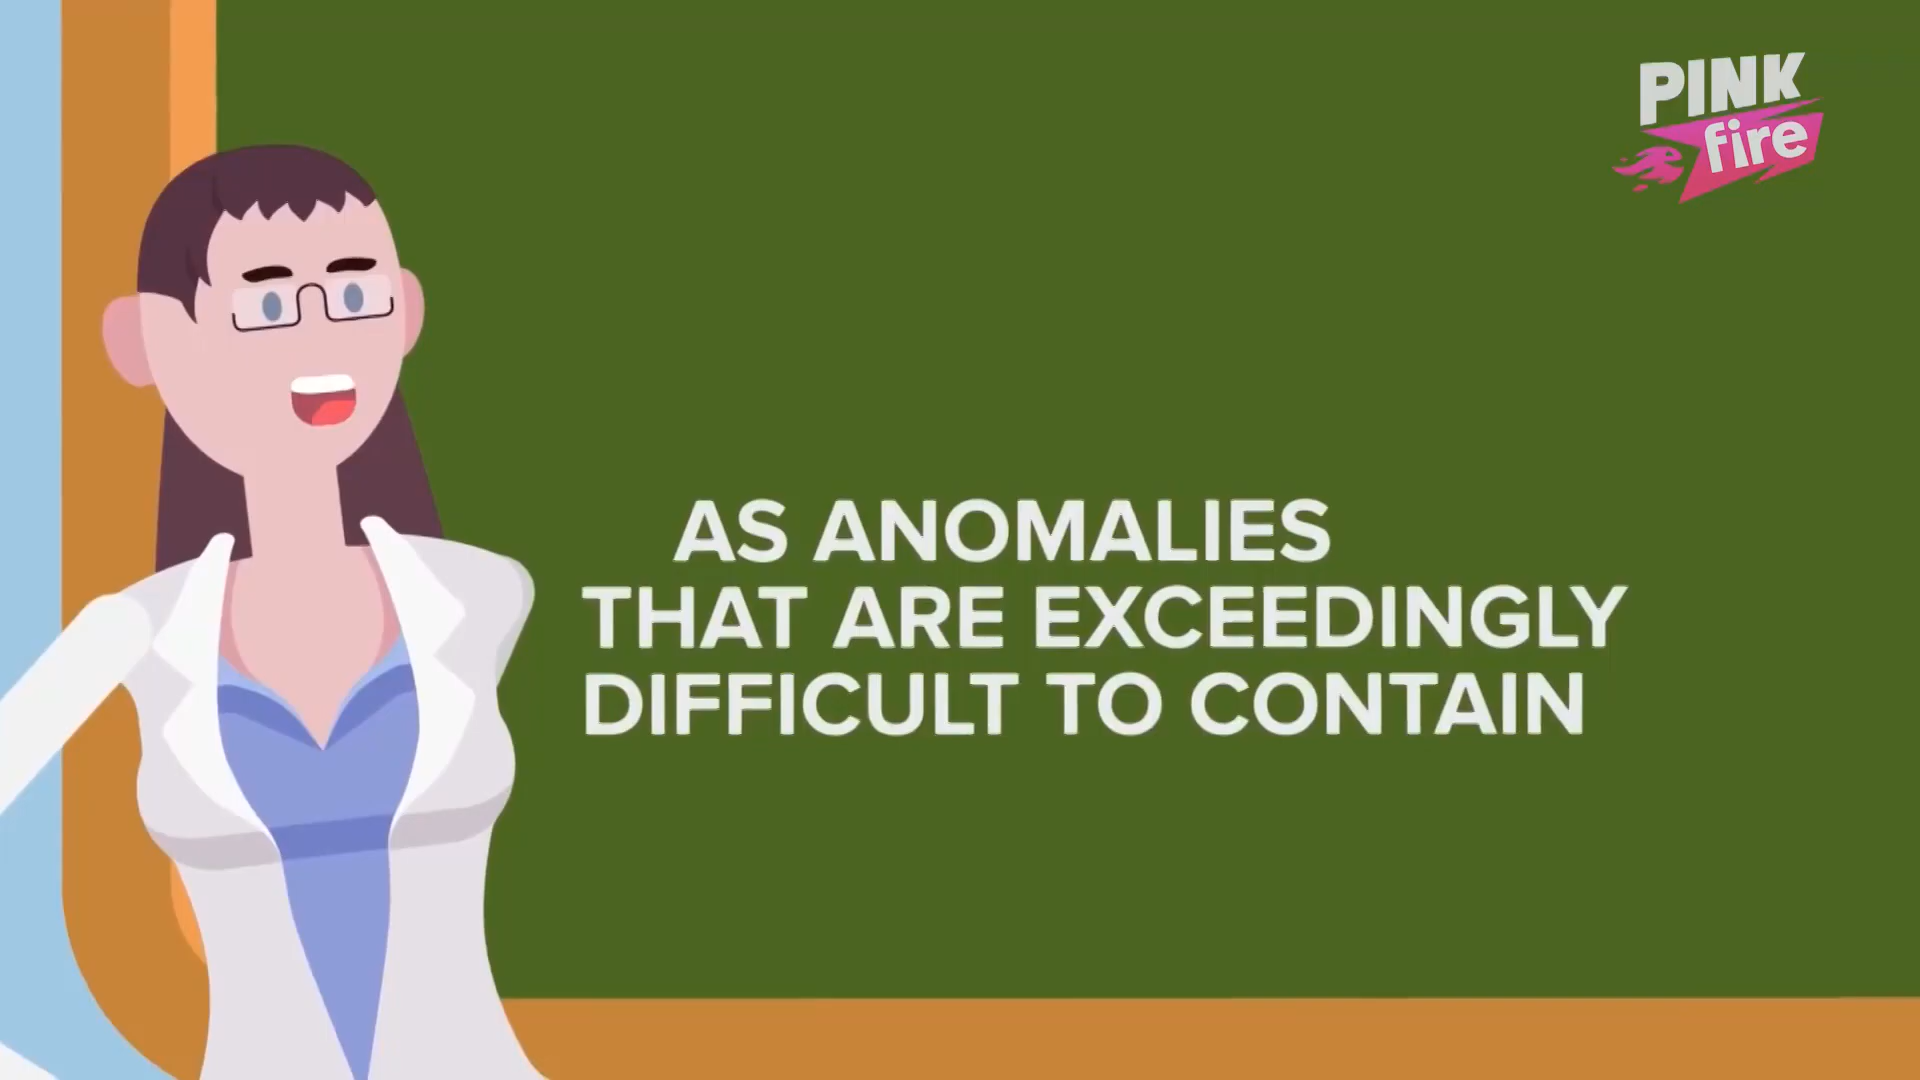 PINK
fire
AS ANOMALIES
THAT ARE EXCEEDINGLY
DIFFICULT TO CONTAIN